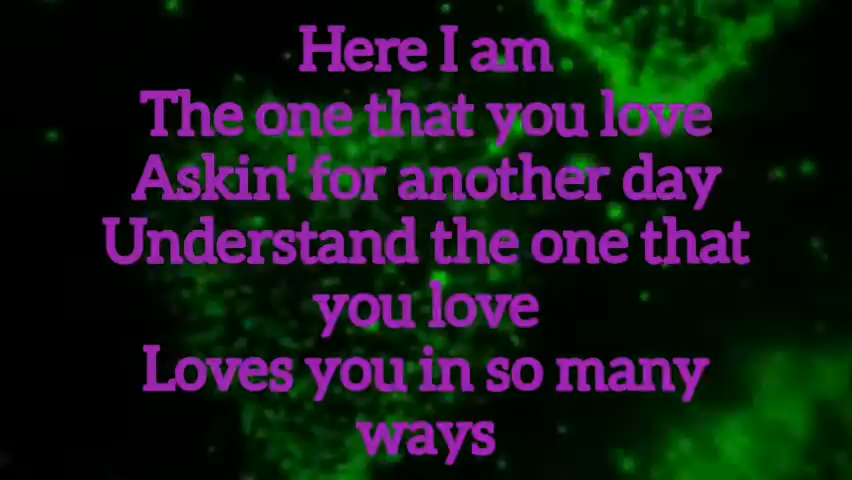 Here I am
The one that you love
Askin' for another day
Understand the one that
you love
Loves you in so many
ways